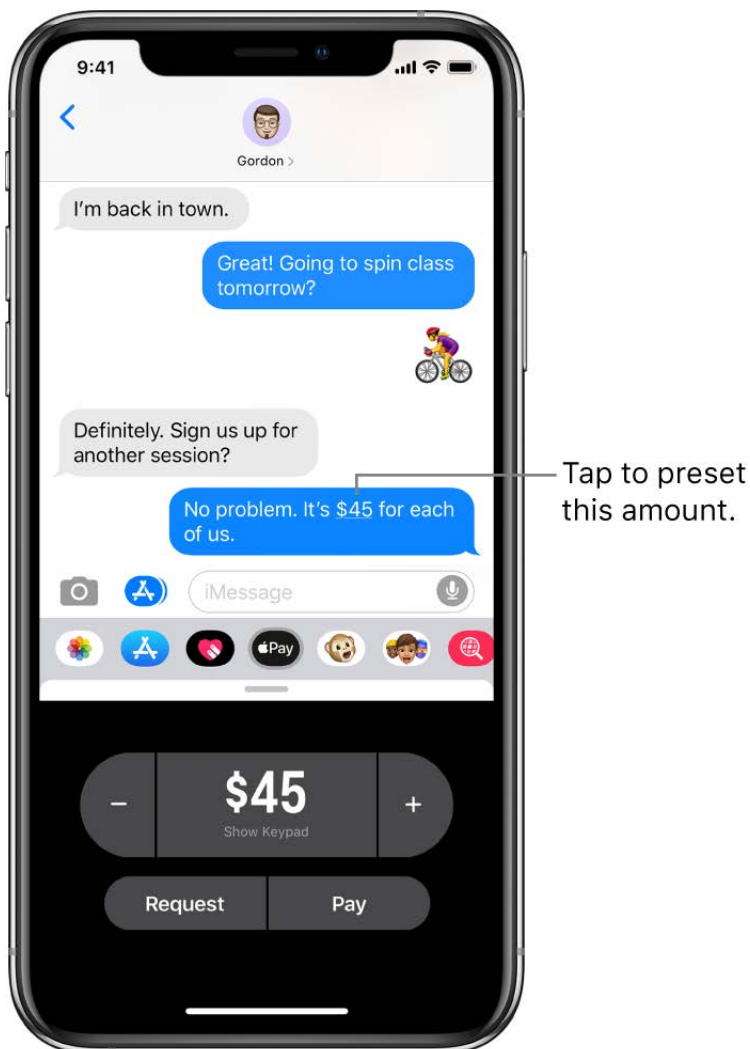 9:41
Gordon >
I'm back in town.
Great! Going to spin class
tomorrow?
Definitely. Sign us up for
another session?
No problem. It's $45 for each
of us.
Tap to preset
this amount.
iMessage
Pay
−
$45
+
Show Keypad
Request
Pay